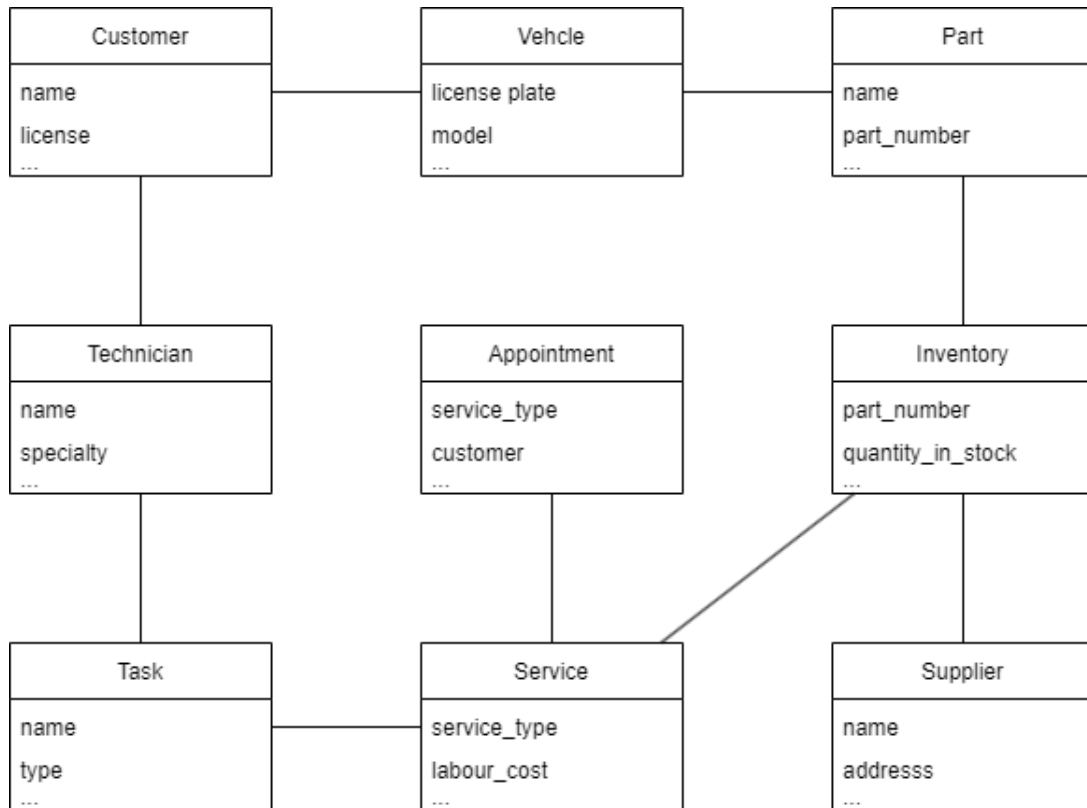 Customer
name
license
...
Vehcle
license plate
model
...
Part
name
part_number
...
Technician
name
specialty
...
Appointment
service_type
customer
...
Inventory
part_number
quantity_in_stock
...
Task
name
type
...
Service
service_type
labour_cost
...
Supplier
name
addresss
...